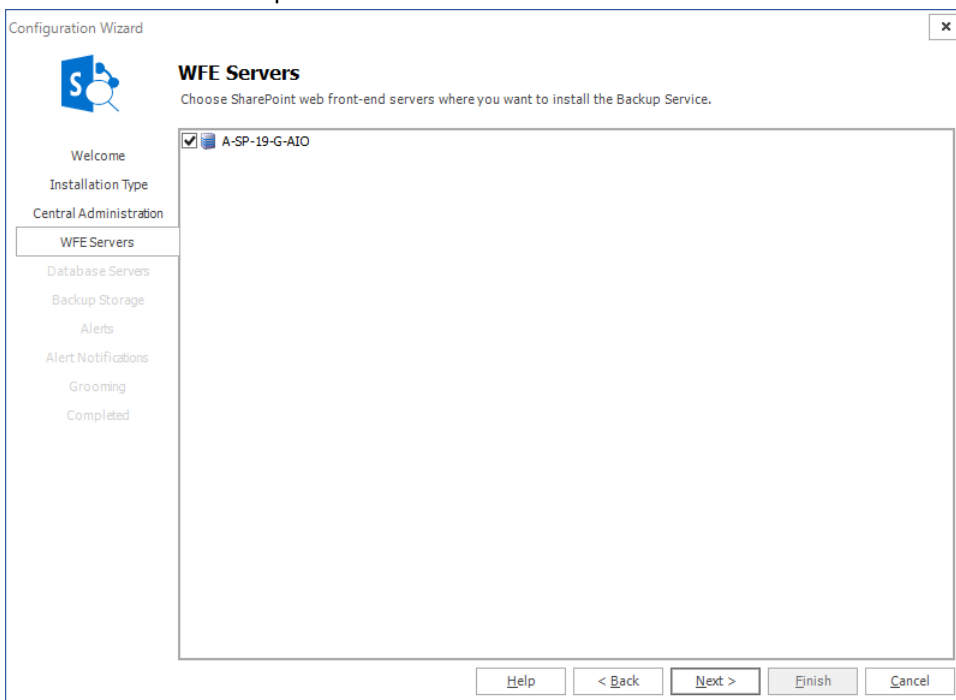 Configuration Wizard
WFE Servers
Choose SharePoint web front-end servers where you want to install the Backup Service.
A-SP-19-G-AIO
Welcome
Installation Type
Central Administration
WFE Servers
Database Servers
Backup Storage
Alerts
Alert Notifications
Grooming
Completed
Help < Back Next > Finish Cancel